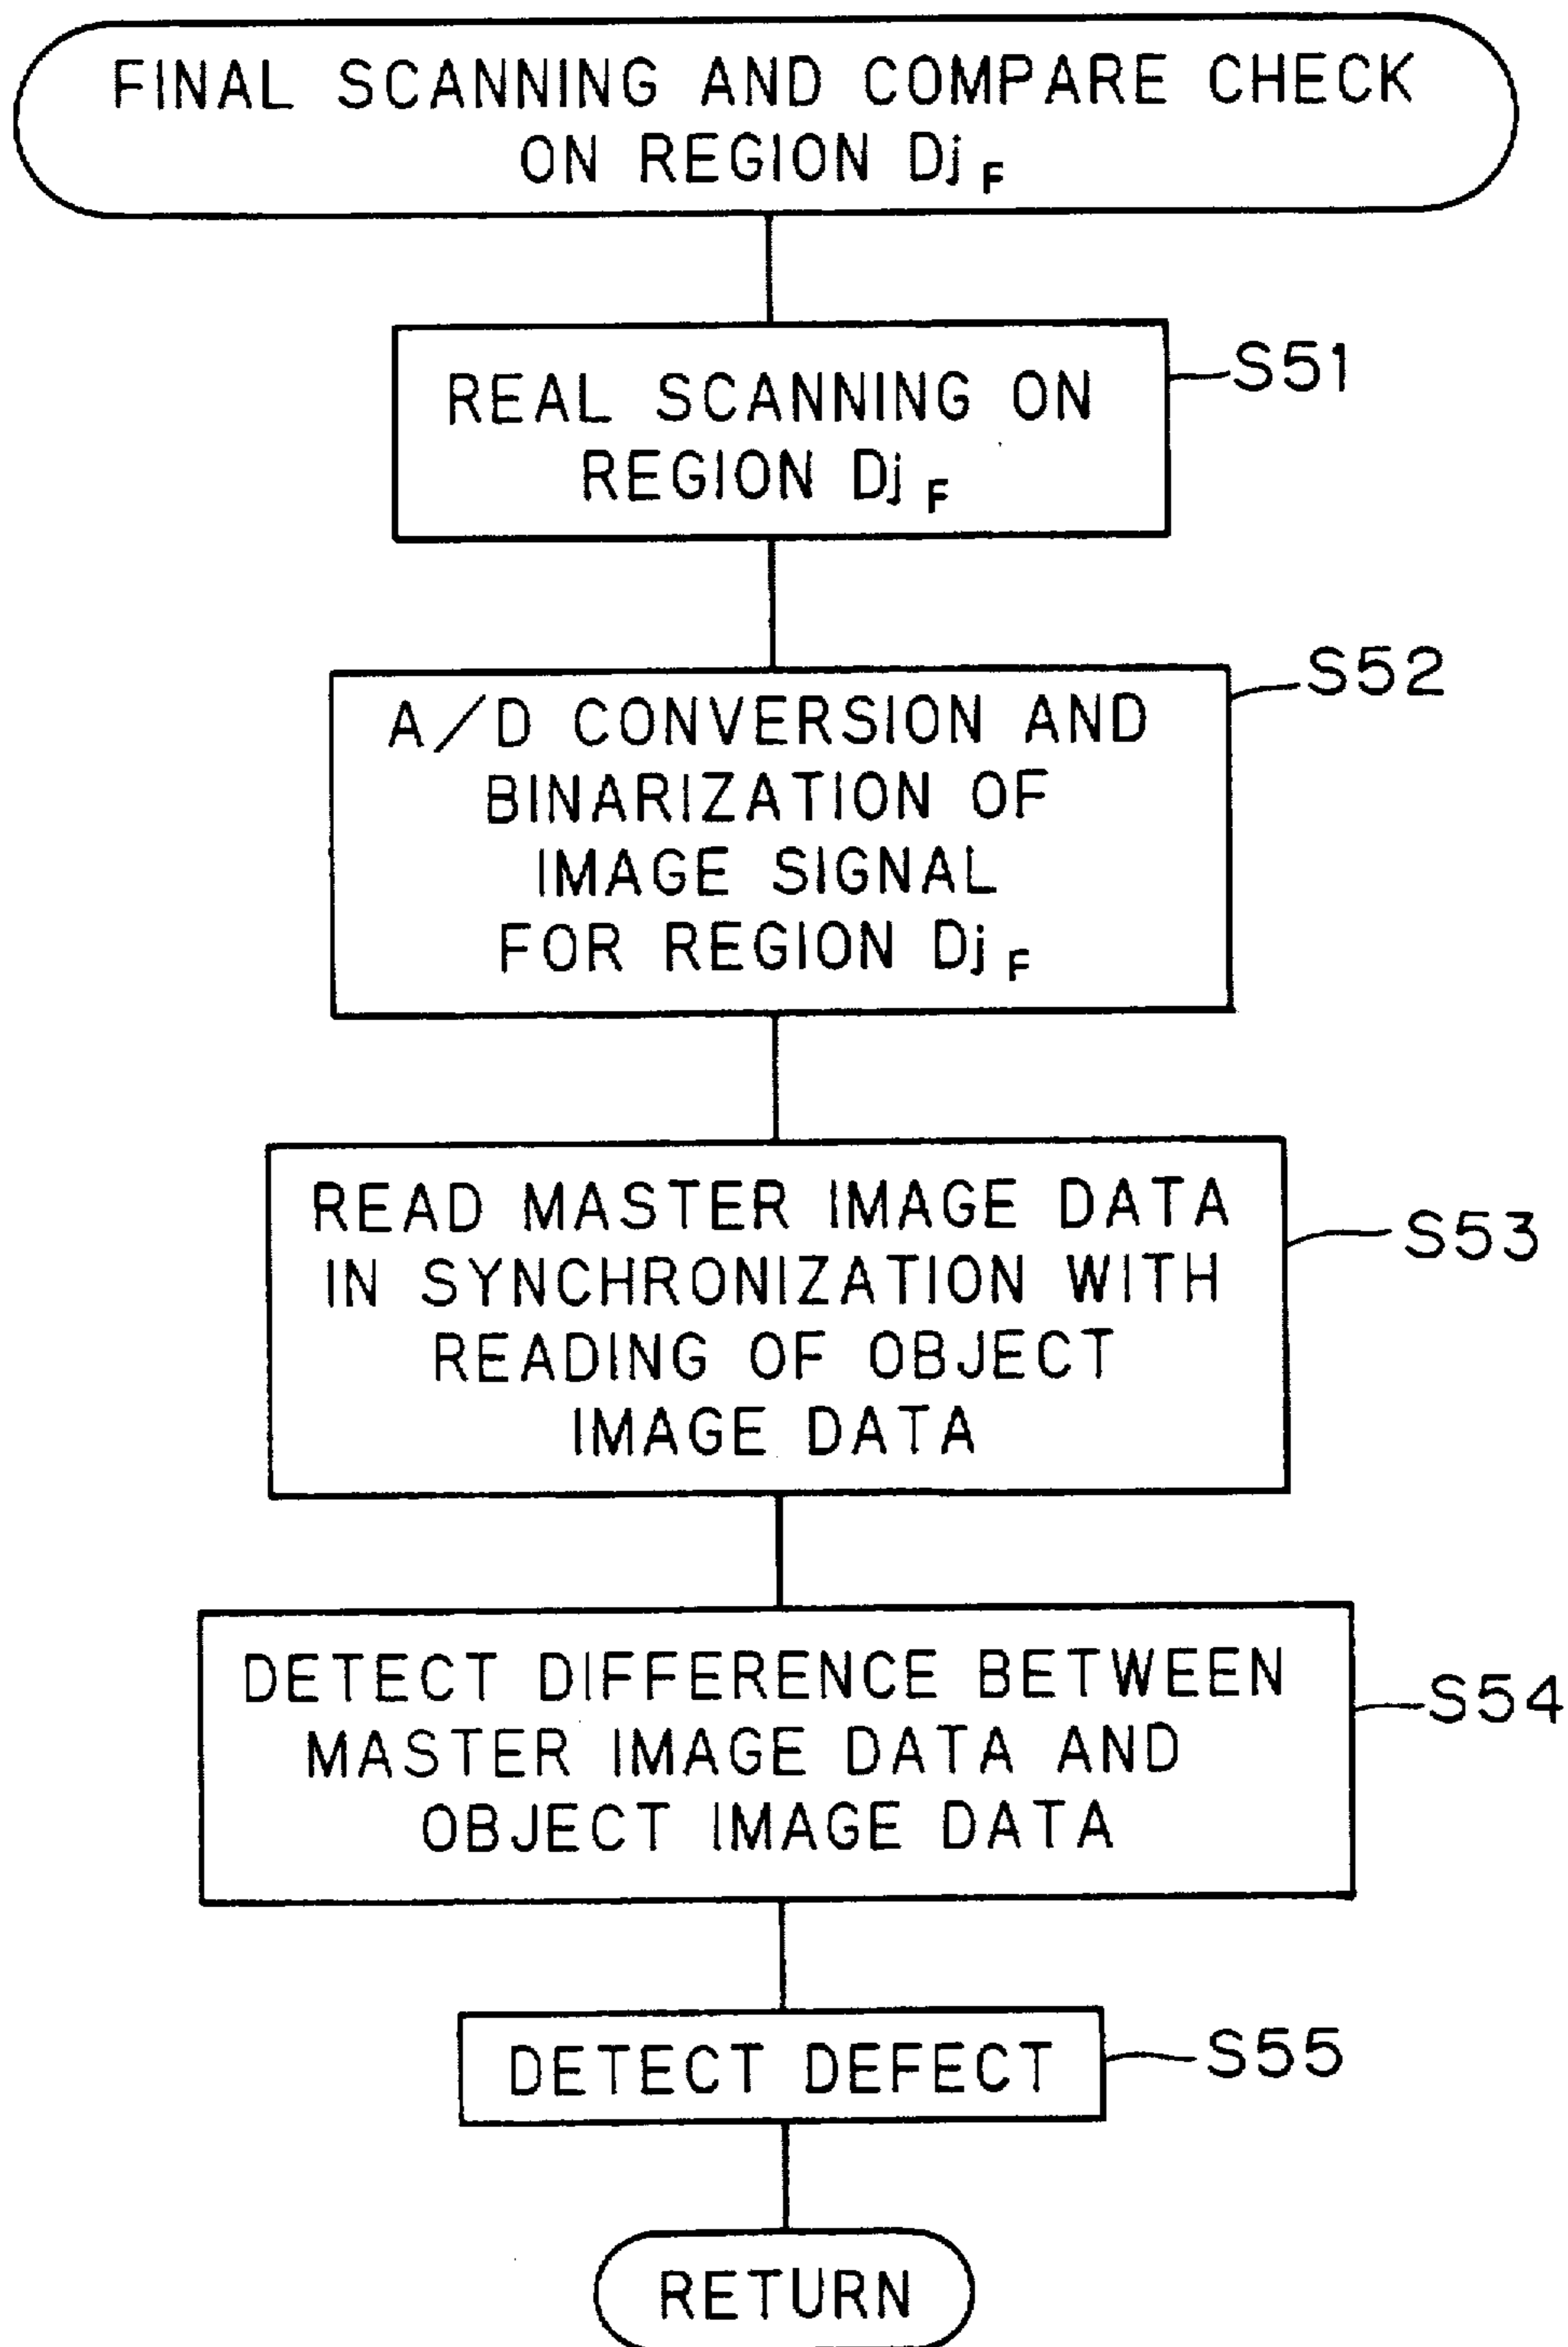 FINAL SCANNING AND COMPARE CHECK
ON REGION Dj F
REAL SCANNING ON
REGION Dj F
S51
A/D CONVERSION AND
BINARIZATION OF
IMAGE SIGNAL
FOR REGION Dj F
S52
READ MASTER IMAGE DATA
IN SYNCHRONIZATION WITH
READING OF OBJECT
IMAGE DATA
S53
DETECT DIFFERENCE BETWEEN
MASTER IMAGE DATA AND
OBJECT IMAGE DATA
S54
DETECT DEFECT
S55
RETURN